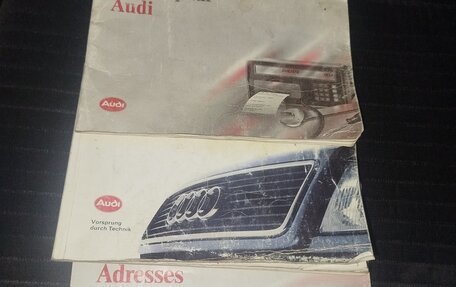 Audi
Audi
Audi
Vorsprung
durch Technik
Adresses